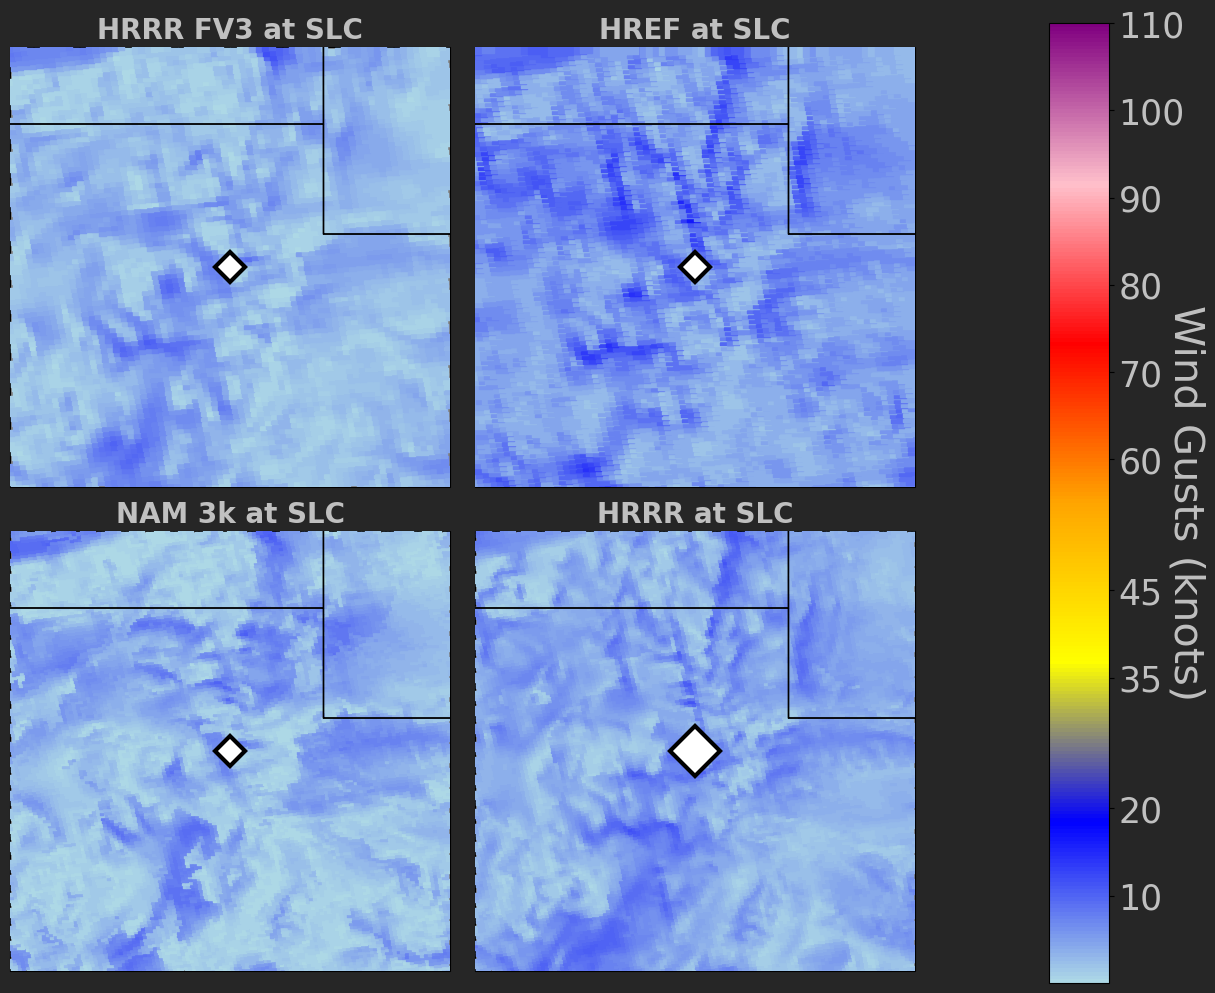 HRRR FV3 at SLC
HREF at SLC
NAM 3k at SLC
HRRR at SLC
110
100
90
80
70
60
45
35
20
10
Wind Gusts (knots)